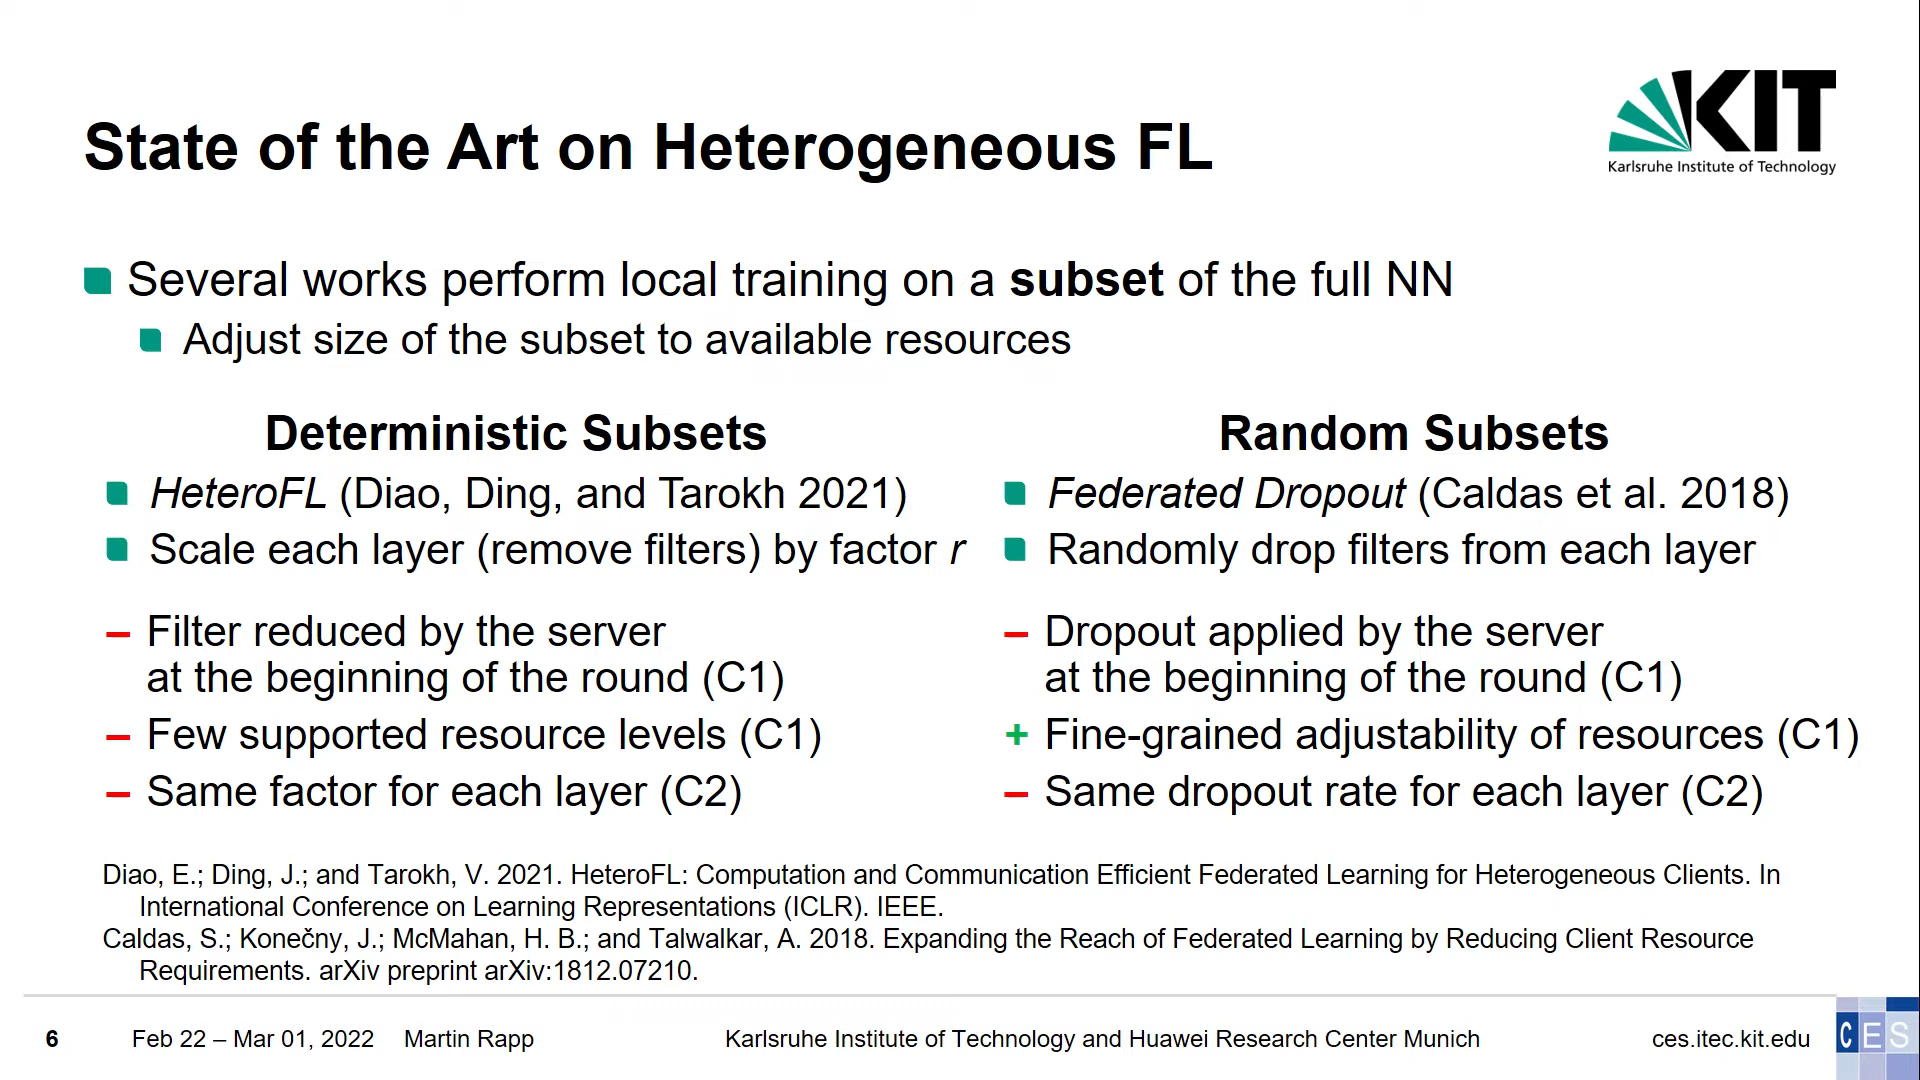 KIT
Karlsruhe Institute of Technology
State of the Art on Heterogeneous FL
Several works perform local training on a subset of the full NN
Adjust size of the subset to available resources
Deterministic Subsets
HeteroFL (Diao, Ding, and Tarokh 2021)
Scale each layer (remove filters) by factor r
– Filter reduced by the server
at the beginning of the round (C1)
– Few supported resource levels (C1)
– Same factor for each layer (C2)
Random Subsets
Federated Dropout (Caldas et al. 2018)
Randomly drop filters from each layer
– Dropout applied by the server
at the beginning of the round (C1)
+ Fine-grained adjustability of resources (C1)
– Same dropout rate for each layer (C2)
Diao, E.; Ding, J.; and Tarokh, V. 2021. HeteroFL: Computation and Communication Efficient Federated Learning for Heterogeneous Clients. In
International Conference on Learning Representations (ICLR). IEEE.
Caldas, S.; Konečny, J.; McMahan, H. B.; and Talwalkar, A. 2018. Expanding the Reach of Federated Learning by Reducing Client Resource
Requirements. arXiv preprint arXiv:1812.07210.
6 Feb 22 – Mar 01, 2022 Martin Rapp Karlsruhe Institute of Technology and Huawei Research Center Munich ces.itec.kit.edu CES